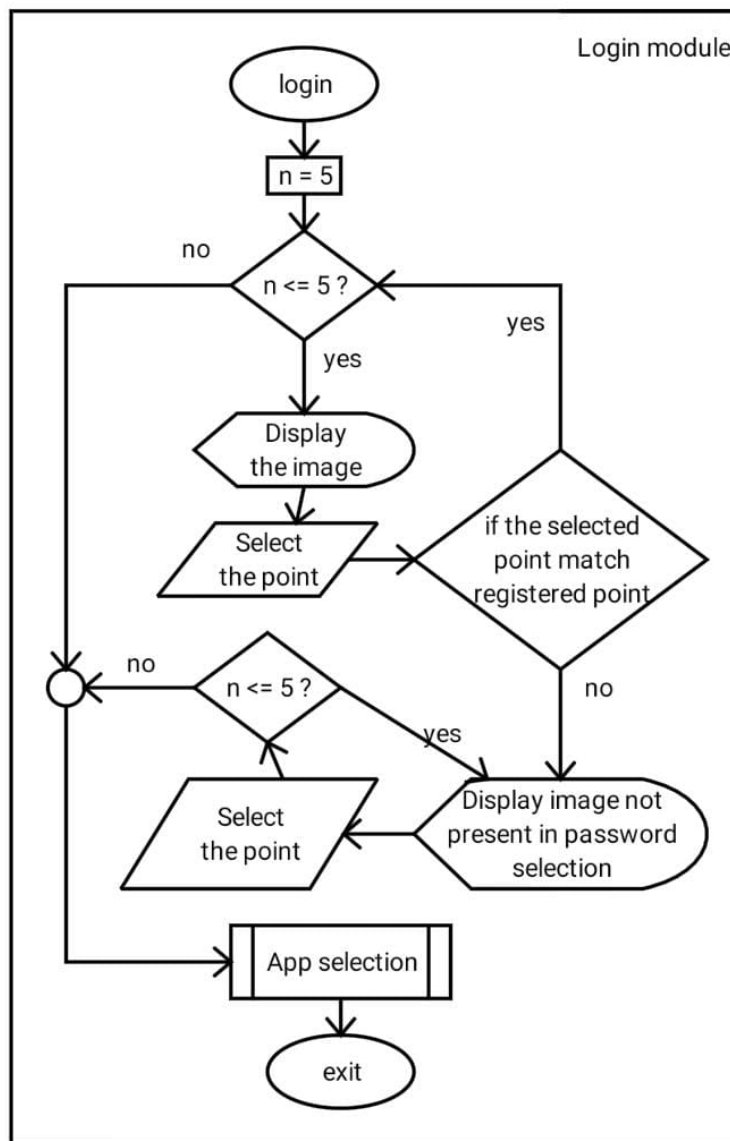 Login module
login
n = 5
no
n <= 5 ?
yes
yes
Display
the image
Select
the point
if the selected
point match
registered point
no
n <= 5 ?
no
yes
Select
the point
Display image not
present in password
selection
App selection
exit